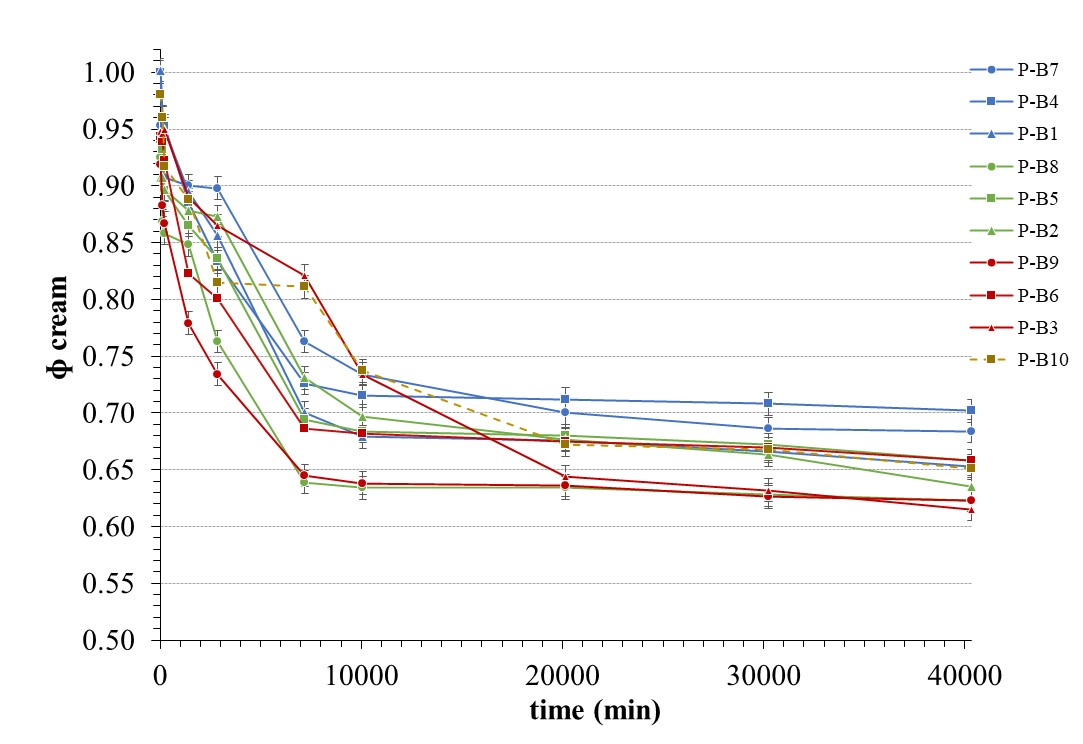 1.00
0.95
0.90
0.85
0.80
0.75
0.70
0.65
0.60
0.55
0.50
ϕ cream
0 10000 20000 30000 40000
time (min)
P-B7
P-B4
P-B1
P-B8
P-B5
P-B2
P-B9
P-B6
P-B3
P-B10